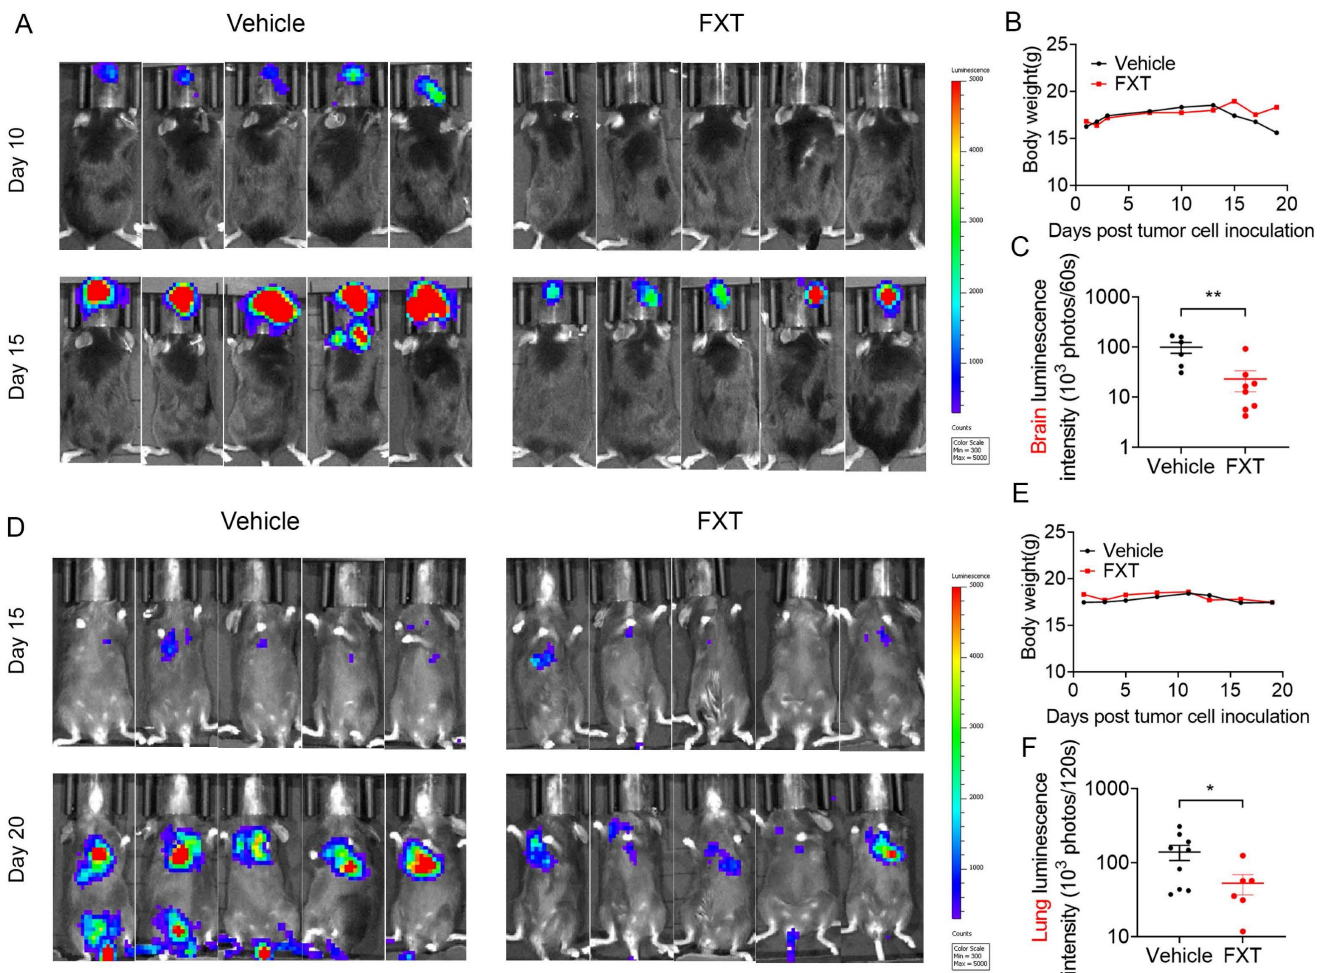 A
Vehicle
FXT
Day 10
Day 15
Luminescence
5000
4000
3000
2000
1000
Counts
Color Scale
Min = 300
Max = 5000
B
Body weight(g)
25
20
15
10
Vehicle
FXT
0
5
10
15
20
Days post tumor cell inoculation
C
Brain luminescence
intensity (10³ photos/60s)
1000
100
10
1
**
Vehicle
FXT
D
Vehicle
FXT
Day 15
Day 20
Luminescence
5000
4000
3000
2000
1000
Counts
Color Scale
Min = 300
Max = 5000
E
Body weight(g)
25
20
15
10
Vehicle
FXT
0
5
10
15
20
Days post tumor cell inoculation
F
Lung luminescence
intensity (10³ photos/120s)
1000
100
10
*
Vehicle
FXT